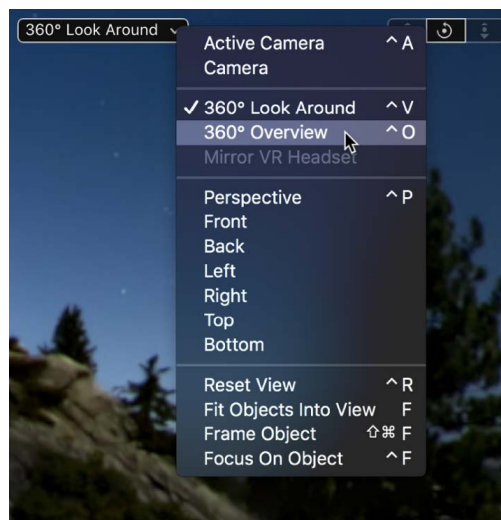 360° Look Around
Active Camera ^ A
Camera
✓ 360° Look Around ^ V
360° Overview ^ O
Mirror VR Headset
Perspective ^ P
Front
Back
Left
Right
Top
Bottom
Reset View ^ R
Fit Objects Into View F
Frame Object ⇧⌘ F
Focus On Object ^ F